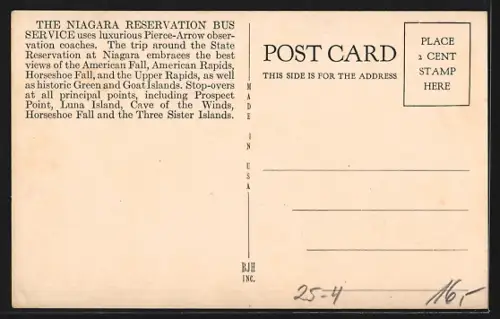 THE NIAGARA RESERVATION BUS
SERVICE uses luxurious Pierce-Arrow obser-
vation coaches. The trip around the State
Reservation at Niagara embraces the best
views of the American Fall, American Rapids,
Horseshoe Fall, and the Upper Rapids, as well
as historic Green and Goat Islands. Stop-overs
at all principal points, including Prospect
Point, Luna Island, Cave of the Winds,
Horseshoe Fall and the Three Sister Islands.
MADE IN USA
BJH
INC.
POST CARD
THIS SIDE IS FOR THE ADDRESS
PLACE
2 CENT
STAMP
HERE
25-4
16,-